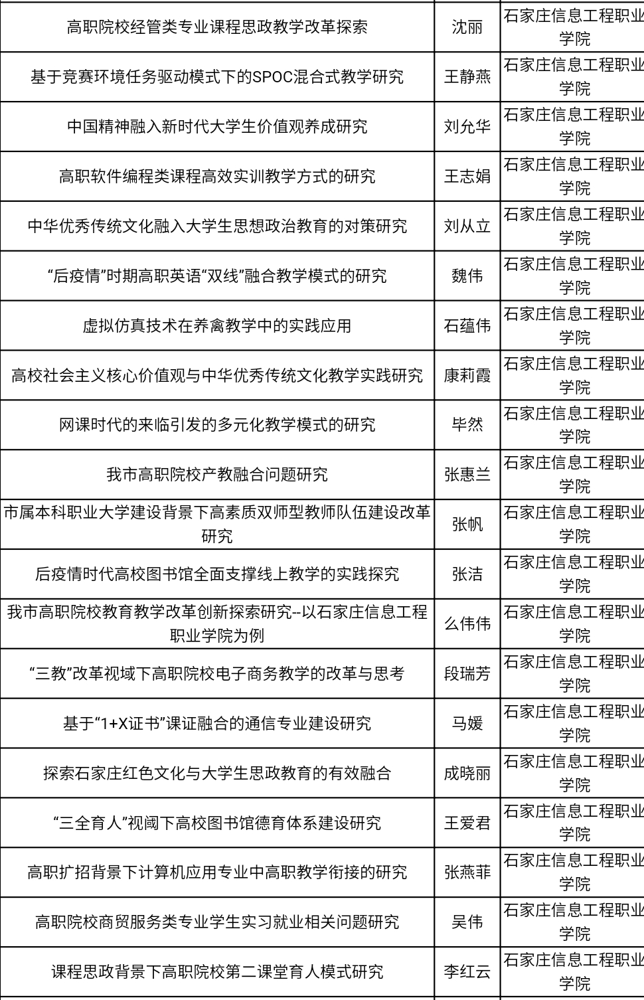 高职院校经管类专业课程思政教学改革探索 沈丽 石家庄信息工程职业
学院
基于竞赛环境任务驱动模式下的SPOC混合式教学研究 王静燕 石家庄信息工程职业
学院
中国精神融入新时代大学生价值观养成研究 刘允华 石家庄信息工程职业
学院
高职软件编程类课程高效实训教学方式的研究 王志娟 石家庄信息工程职业
学院
中华优秀传统文化融入大学生思想政治教育的对策研究 刘从立 石家庄信息工程职业
学院
“后疫情”时期高职英语“双线”融合教学模式的研究 魏伟 石家庄信息工程职业
学院
虚拟仿真技术在养禽教学中的实践应用 石蕴伟 石家庄信息工程职业
学院
高校社会主义核心价值观与中华优秀传统文化教学实践研究 康莉霞 石家庄信息工程职业
学院
网课时代的来临引发的多元化教学模式的研究 毕然 石家庄信息工程职业
学院
我市高职院校产教融合问题研究 张惠兰 石家庄信息工程职业
学院
市属本科职业大学建设背景下高素质双师型教师队伍建设改革
研究 张帆 石家庄信息工程职业
学院
后疫情时代高校图书馆全面支撑线上教学的实践探究 张洁 石家庄信息工程职业
学院
我市高职院校教育教学改革创新探索研究--以石家庄信息工程
职业学院为例 么伟伟 石家庄信息工程职业
学院
“三教”改革视域下高职院校电子商务教学的改革与思考 段瑞芳 石家庄信息工程职业
学院
基于“1+X证书”课证融合的通信专业建设研究 马媛 石家庄信息工程职业
学院
探索石家庄红色文化与大学生思政教育的有效融合 成晓丽 石家庄信息工程职业
学院
“三全育人”视阈下高校图书馆德育体系建设研究 王爱君 石家庄信息工程职业
学院
高职扩招背景下计算机应用专业中高职教学衔接的研究 张燕菲 石家庄信息工程职业
学院
高职院校商贸服务类专业学生实习就业相关问题研究 吴伟 石家庄信息工程职业
学院
课程思政背景下高职院校第二课堂育人模式研究 李红云 石家庄信息工程职业
学院